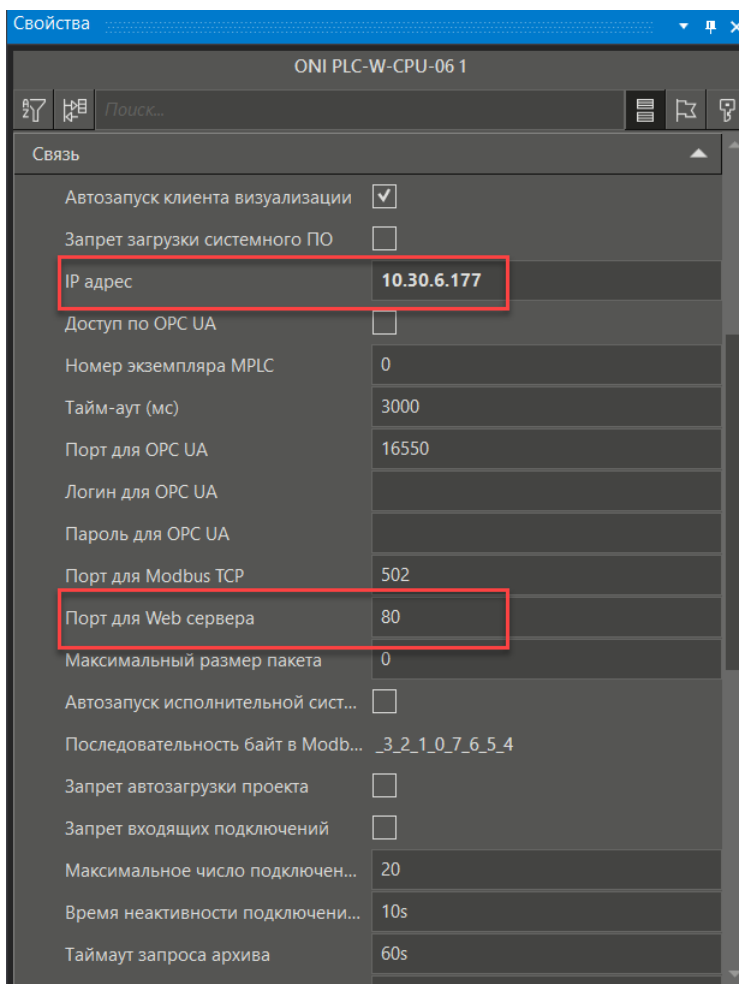 Свойства
ONI PLC-W-CPU-06 1
Поиск...
Связь
Автозапуск клиента визуализации
Запрет загрузки системного ПО
IP адрес 10.30.6.177
Доступ по OPC UA
Номер экземпляра MPLC 0
Тайм-аут (мс) 3000
Порт для OPC UA 16550
Логин для OPC UA
Пароль для OPC UA
Порт для Modbus TCP 502
Порт для Web сервера 80
Максимальный размер пакета 0
Автозапуск исполнительной сист...
Последовательность байт в Modb... _3_2_1_0_7_6_5_4
Запрет автозагрузки проекта
Запрет входящих подключений
Максимальное число подключен... 20
Время неактивности подключени... 10s
Таймаут запроса архива 60s